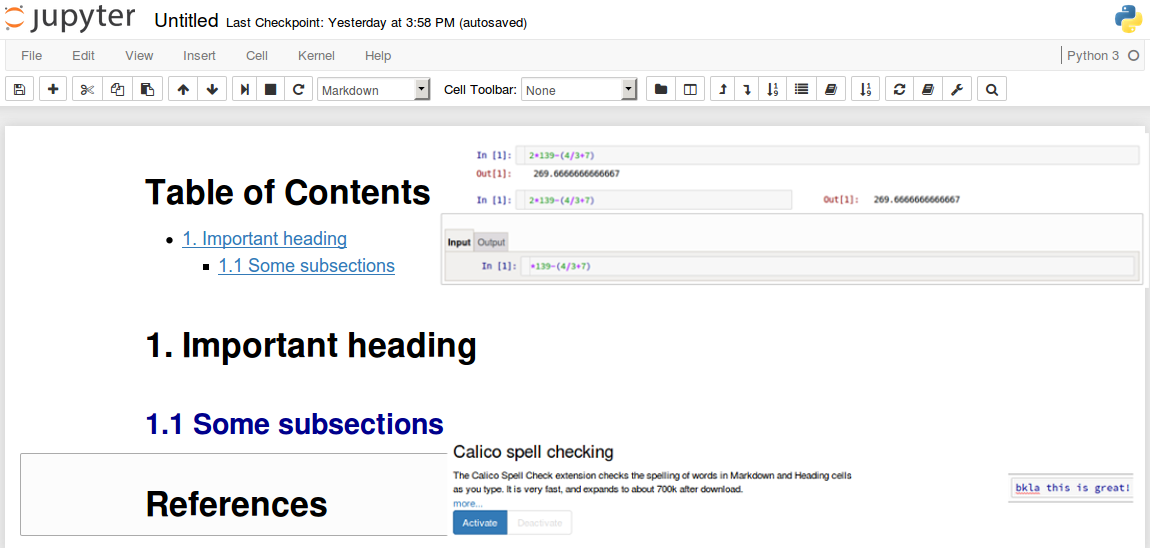 jupyter Untitled Last Checkpoint: Yesterday at 3:58 PM (autosaved)
File Edit View Insert Cell Kernel Help Python 3
Markdown Cell Toolbar: None
In [1]: 2*139-(4/3+7)
Out[1]: 269.6666666666667
In [1]: 2*139-(4/3+7) Out[1]: 269.6666666666667
Table of Contents
1. Important heading
1.1 Some subsections
Input Output
In [1]: *139-(4/3+7)
1. Important heading
1.1 Some subsections
Calico spell checking
The Calico Spell Check extension checks the spelling of words in Markdown and Heading cells
as you type. It is very fast, and expands to about 700k after download.
more...
Activate Deactivate
bkla this is great!
References